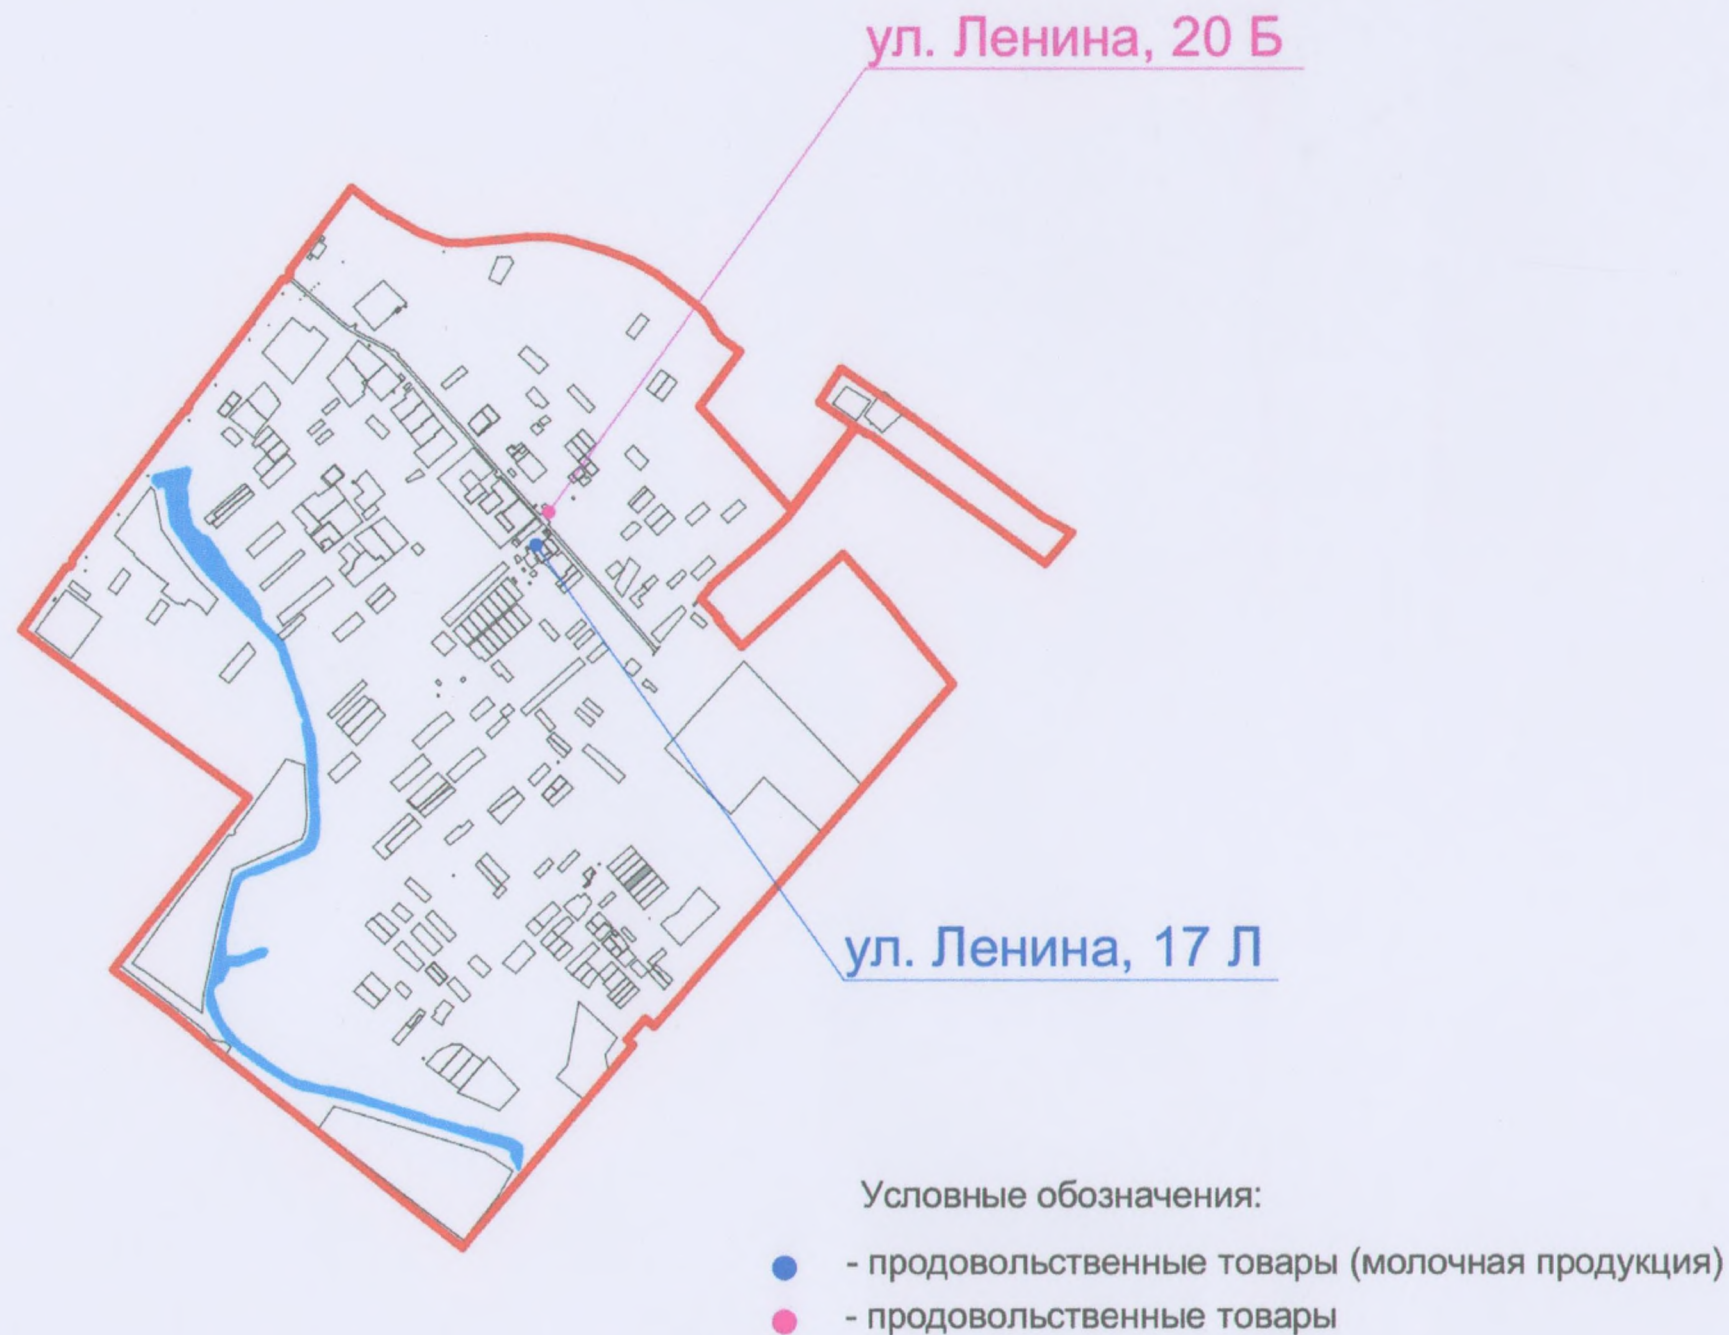 ул. Ленина, 20 Б
ул. Ленина, 17 Л
Условные обозначения:
- продовольственные товары (молочная продукция)
- продовольственные товары